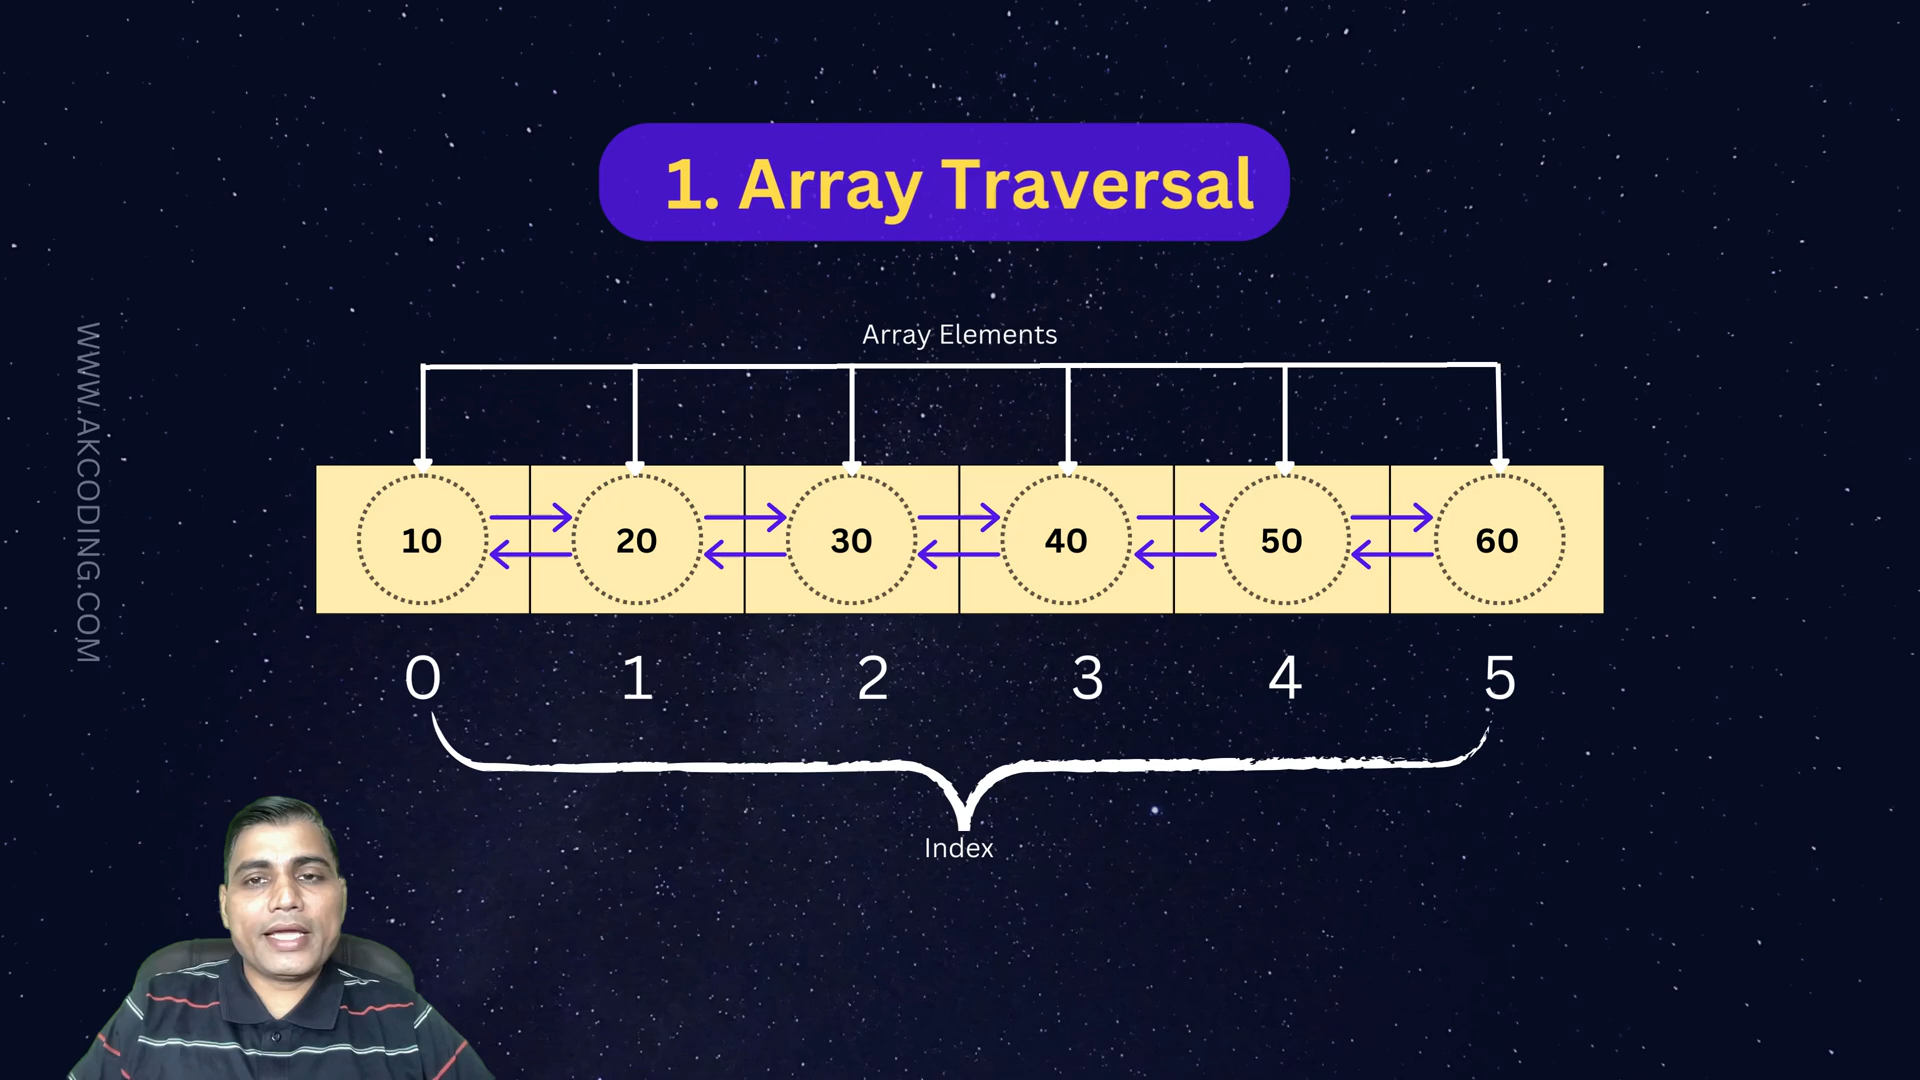 1. Array Traversal
Array Elements
WWW.AKCODING.COM
10 20 30 40 50 60
0 1 2 3 4 5
Index